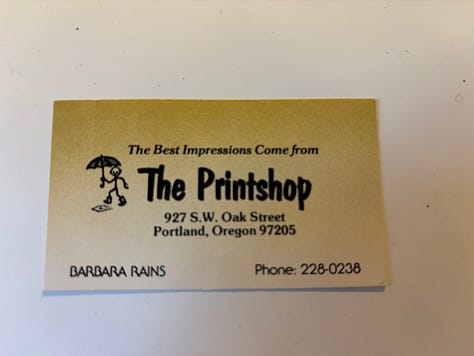 The Best Impressions Come from
The Printshop
927 S.W. Oak Street
Portland, Oregon 97205
BARBARA RAINS
Phone: 228-0238